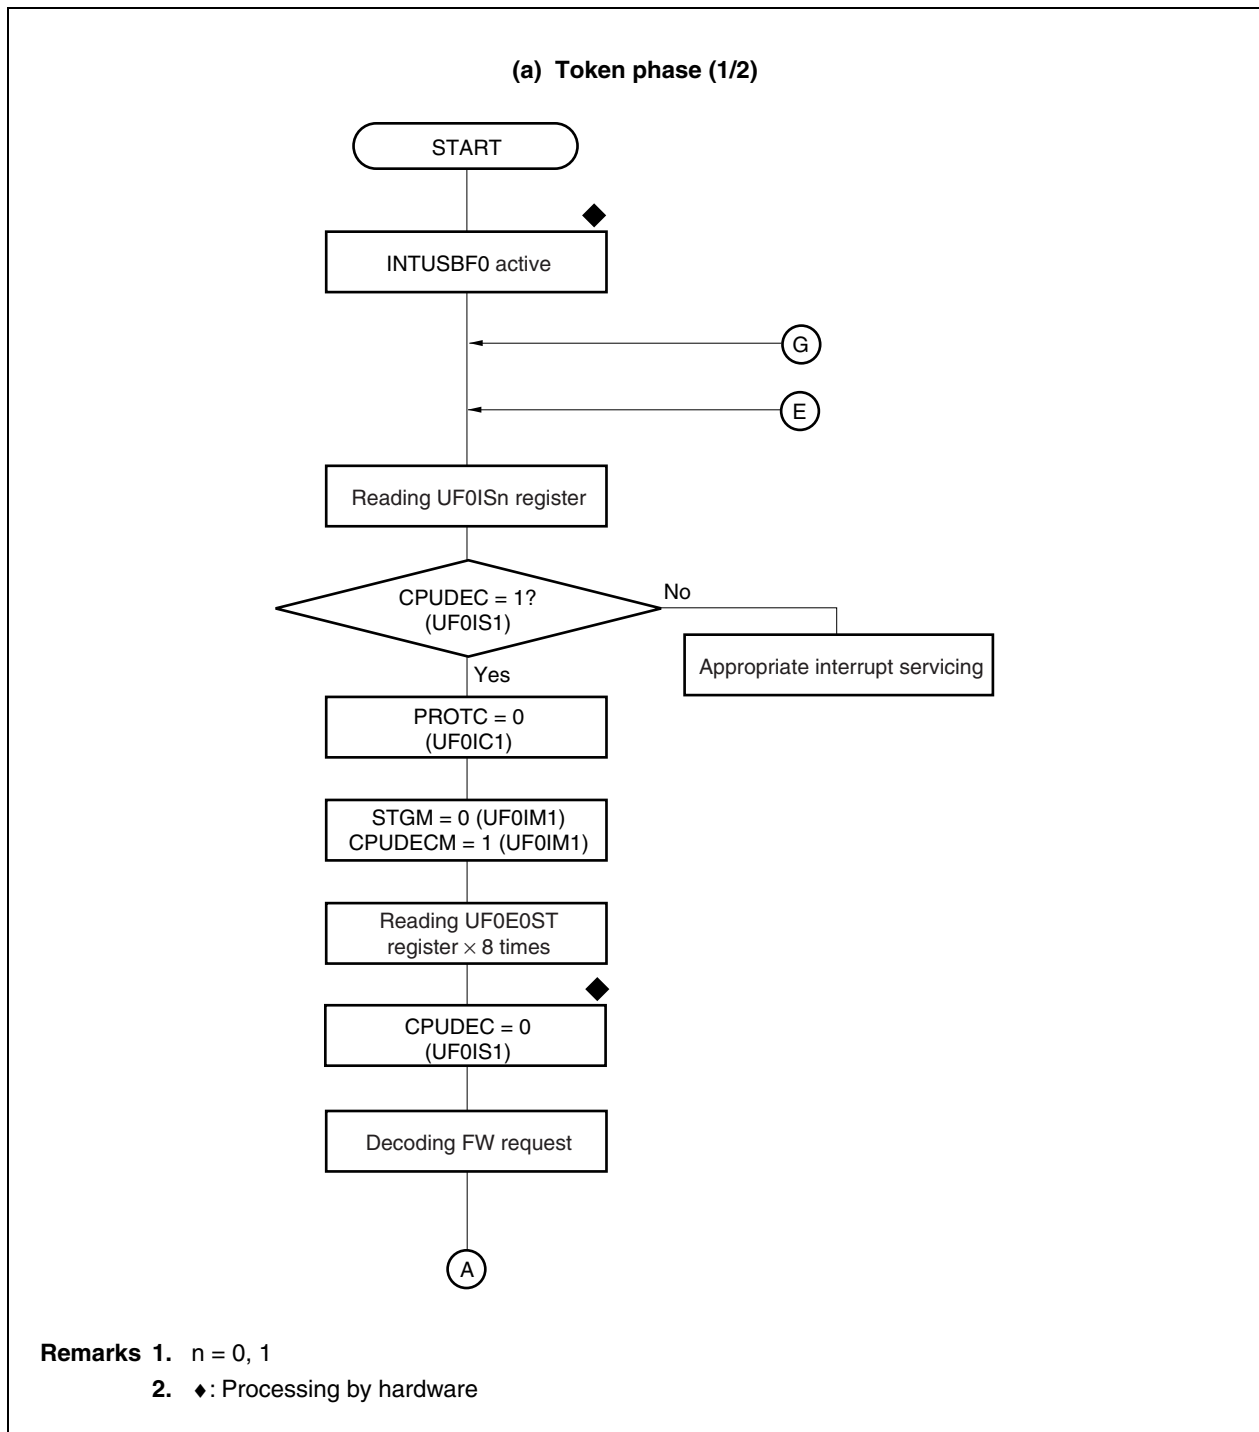 (a) Token phase (1/2)
START
INTUSBF0 active
G
E
Reading UF0ISn register
CPUDEC = 1?
(UF0IS1)
No
Appropriate interrupt servicing
Yes
PROTC = 0
(UF0IC1)
STGM = 0 (UF0IM1)
CPUDECM = 1 (UF0IM1)
Reading UF0E0ST
register × 8 times
CPUDEC = 0
(UF0IS1)
Decoding FW request
A
Remarks 1. n = 0, 1
2. ♦: Processing by hardware